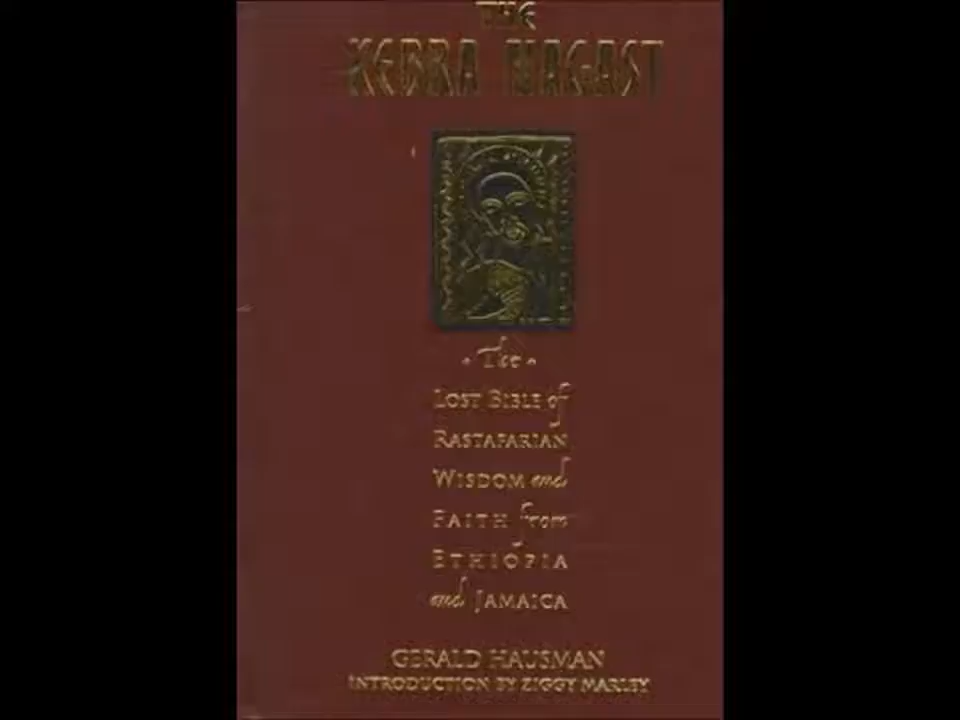 THE
KEBRA NAGAST
The
LOST BIBLE of
RASTAFARIAN
WISDOM and
FAITH from
ETHIOPIA
and JAMAICA
GERALD HAUSMAN
INTRODUCTION BY ZIGGY MARLEY